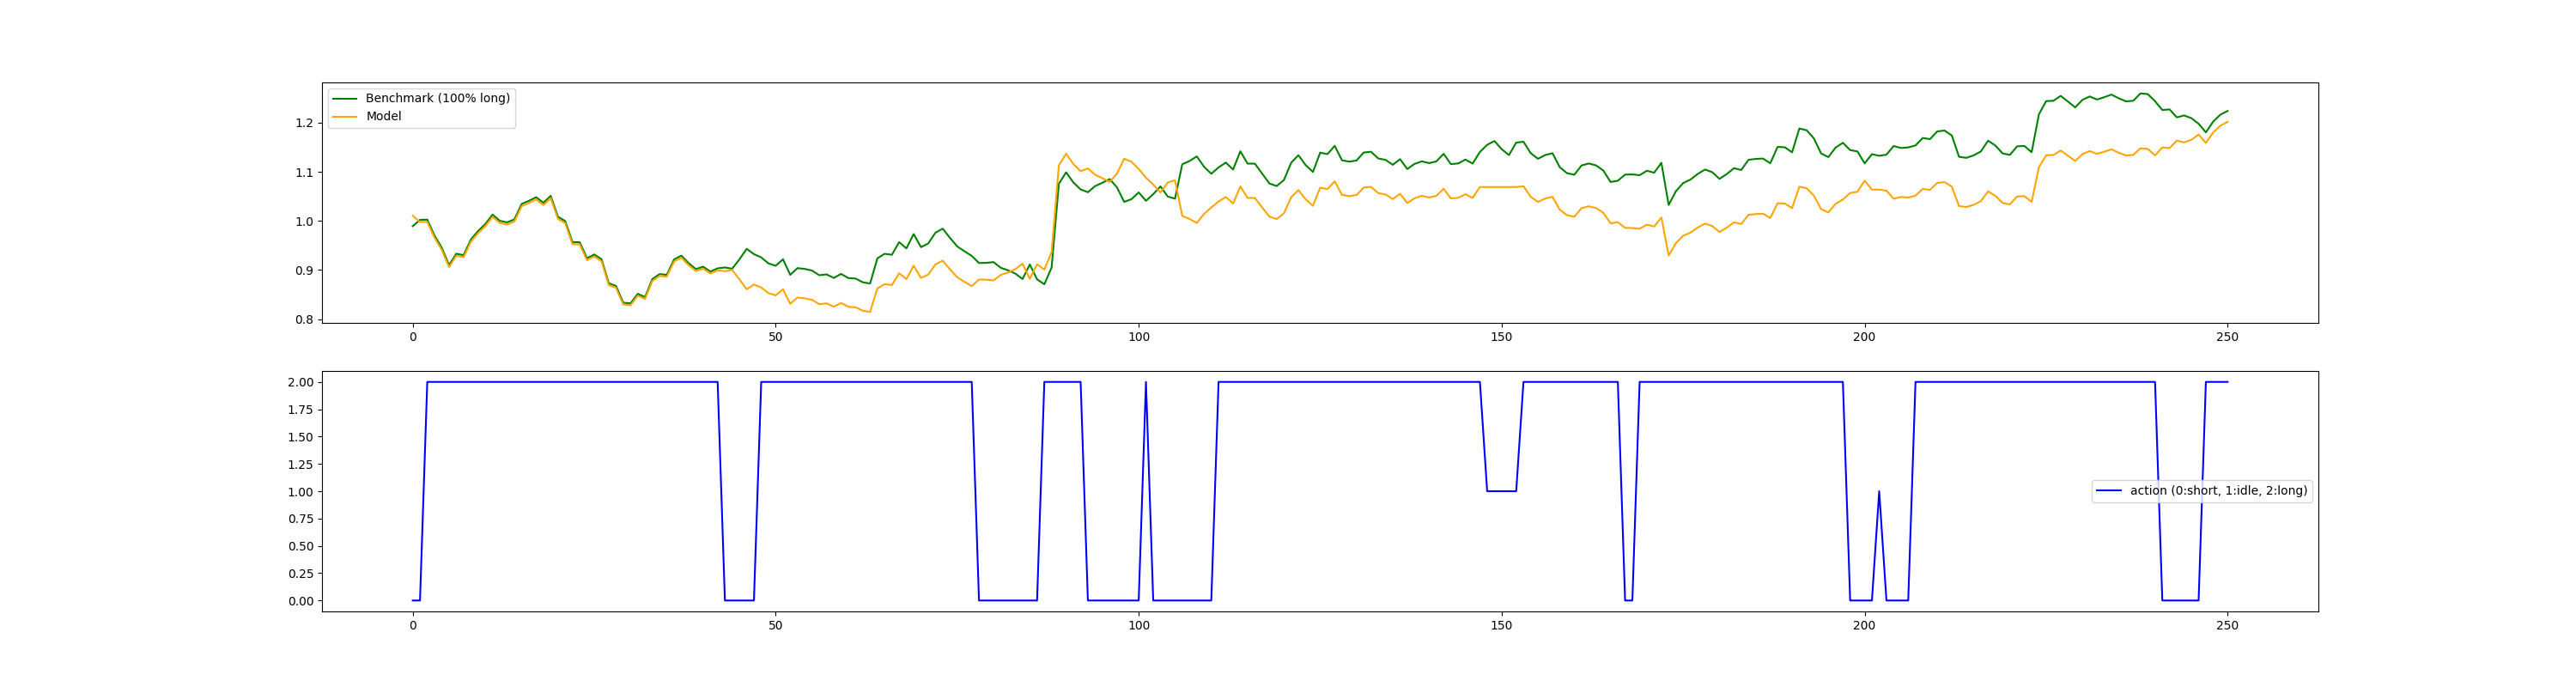 Benchmark (100% long)
Model
1.2
1.1
1.0
0.9
0.8
0 50 100 150 200 250
2.00
1.75
1.50
1.25
1.00
0.75
0.50
0.25
0.00
action (0:short, 1:idle, 2:long)
0 50 100 150 200 250